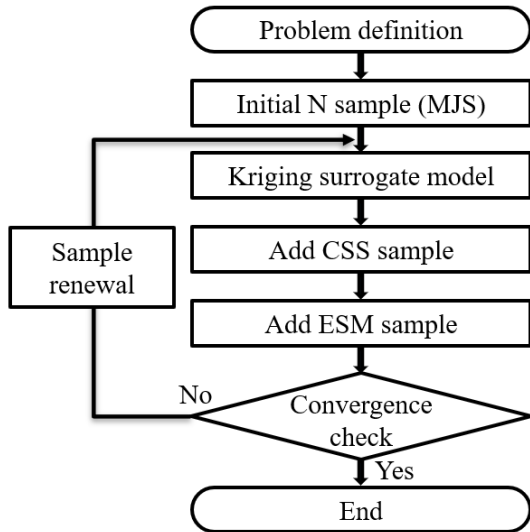 Problem definition
Initial N sample (MJS)
Kriging surrogate model
Sample
renewal
Add CSS sample
Add ESM sample
No
Convergence
check
Yes
End